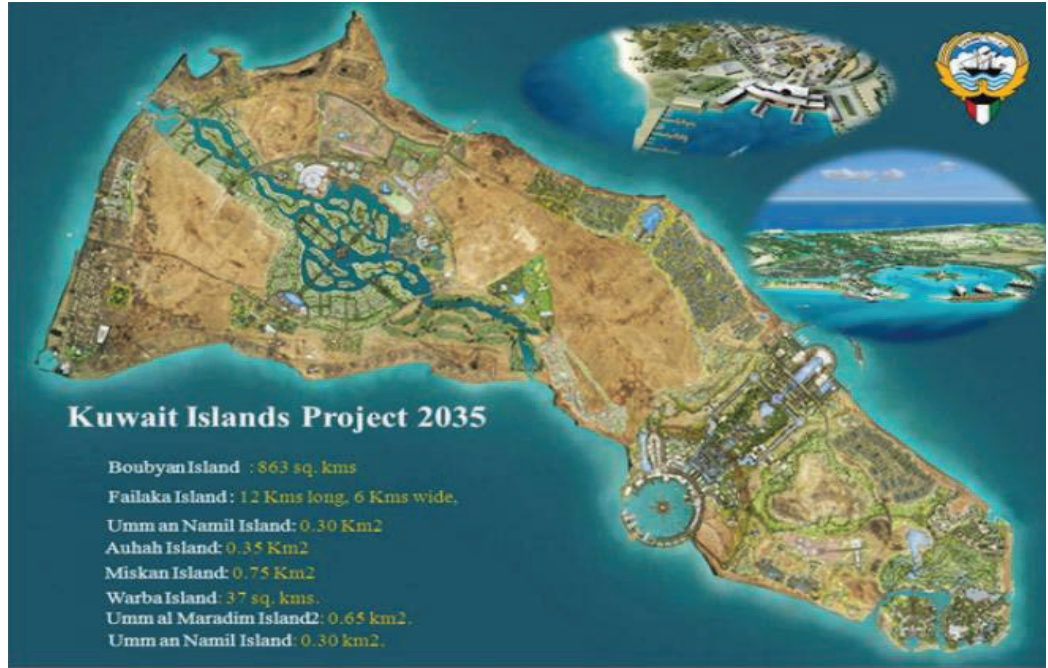 Kuwait Islands Project 2035
Boubyan Island : 863 sq. kms
Failaka Island : 12 Kms long, 6 Kms wide,
Umm an Namil Island: 0.30 Km2
Auhah Island: 0.35 Km2
Miskan Island: 0.75 Km2
Warba Island: 37 sq. kms.
Umm al Maradim Island2: 0.65 km2.
Umm an Namil Island: 0.30 km2.